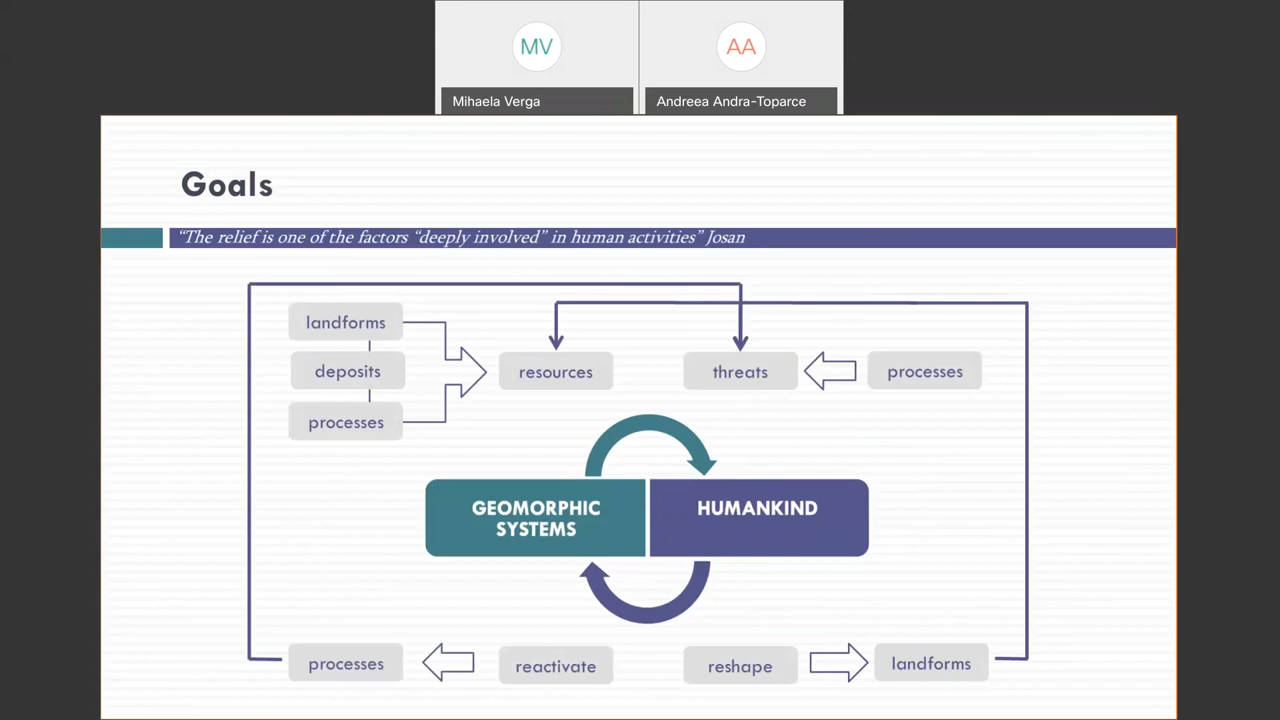 MV
AA
Mihaela Verga
Andreea Andra-Toparce
Goals
“The relief is one of the factors “deeply involved” in human activities” Josan
landforms
deposits
processes
resources
threats
processes
GEOMORPHIC
SYSTEMS
HUMANKIND
processes
reactivate
reshape
landforms